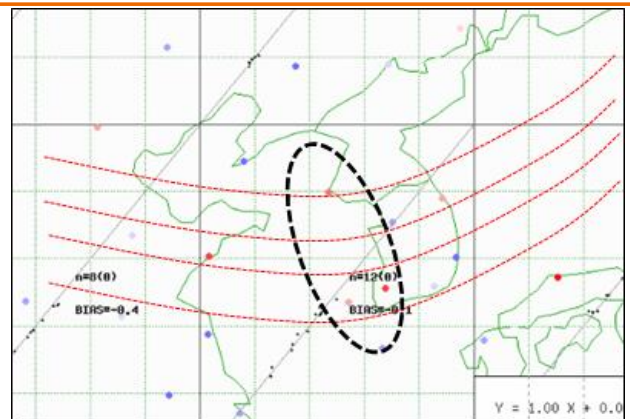 n=8(0)
BIAS=-0.4
n=12(0)
Y = 1.00 X + 0.0